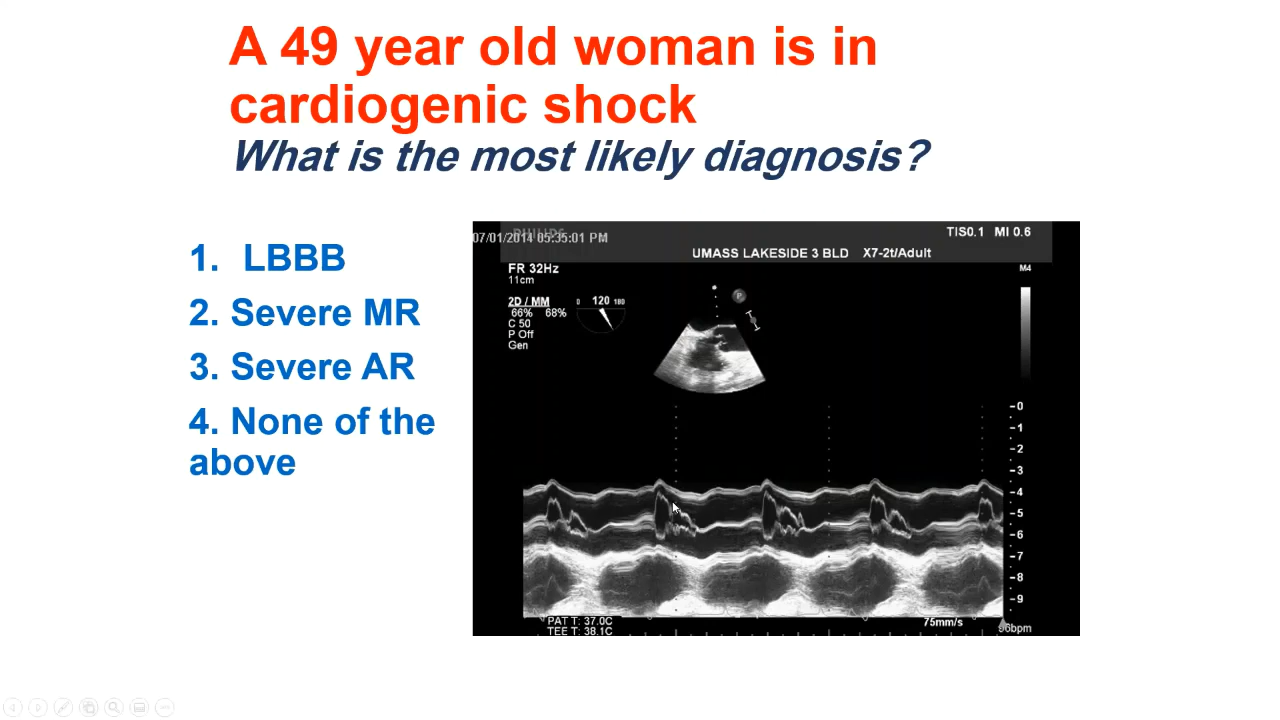 A 49 year old woman is in
cardiogenic shock
What is the most likely diagnosis?
1. LBBB
2. Severe MR
3. Severe AR
4. None of the
above
PHILIPS
07/01/2014 05:35:01 PM
TIS0.1 MI 0.6
UMASS LAKESIDE 3 BLD X7-2t/Adult
FR 32Hz
11cm
M4
2D / MM
66% 68%
C 50
P Off
Gen
0 120 180
P
-0
-1
-2
-3
-4
-5
-6
-7
-8
-9
PAT T: 37.0C
TEE T: 38.1C
75mm/s
96bpm